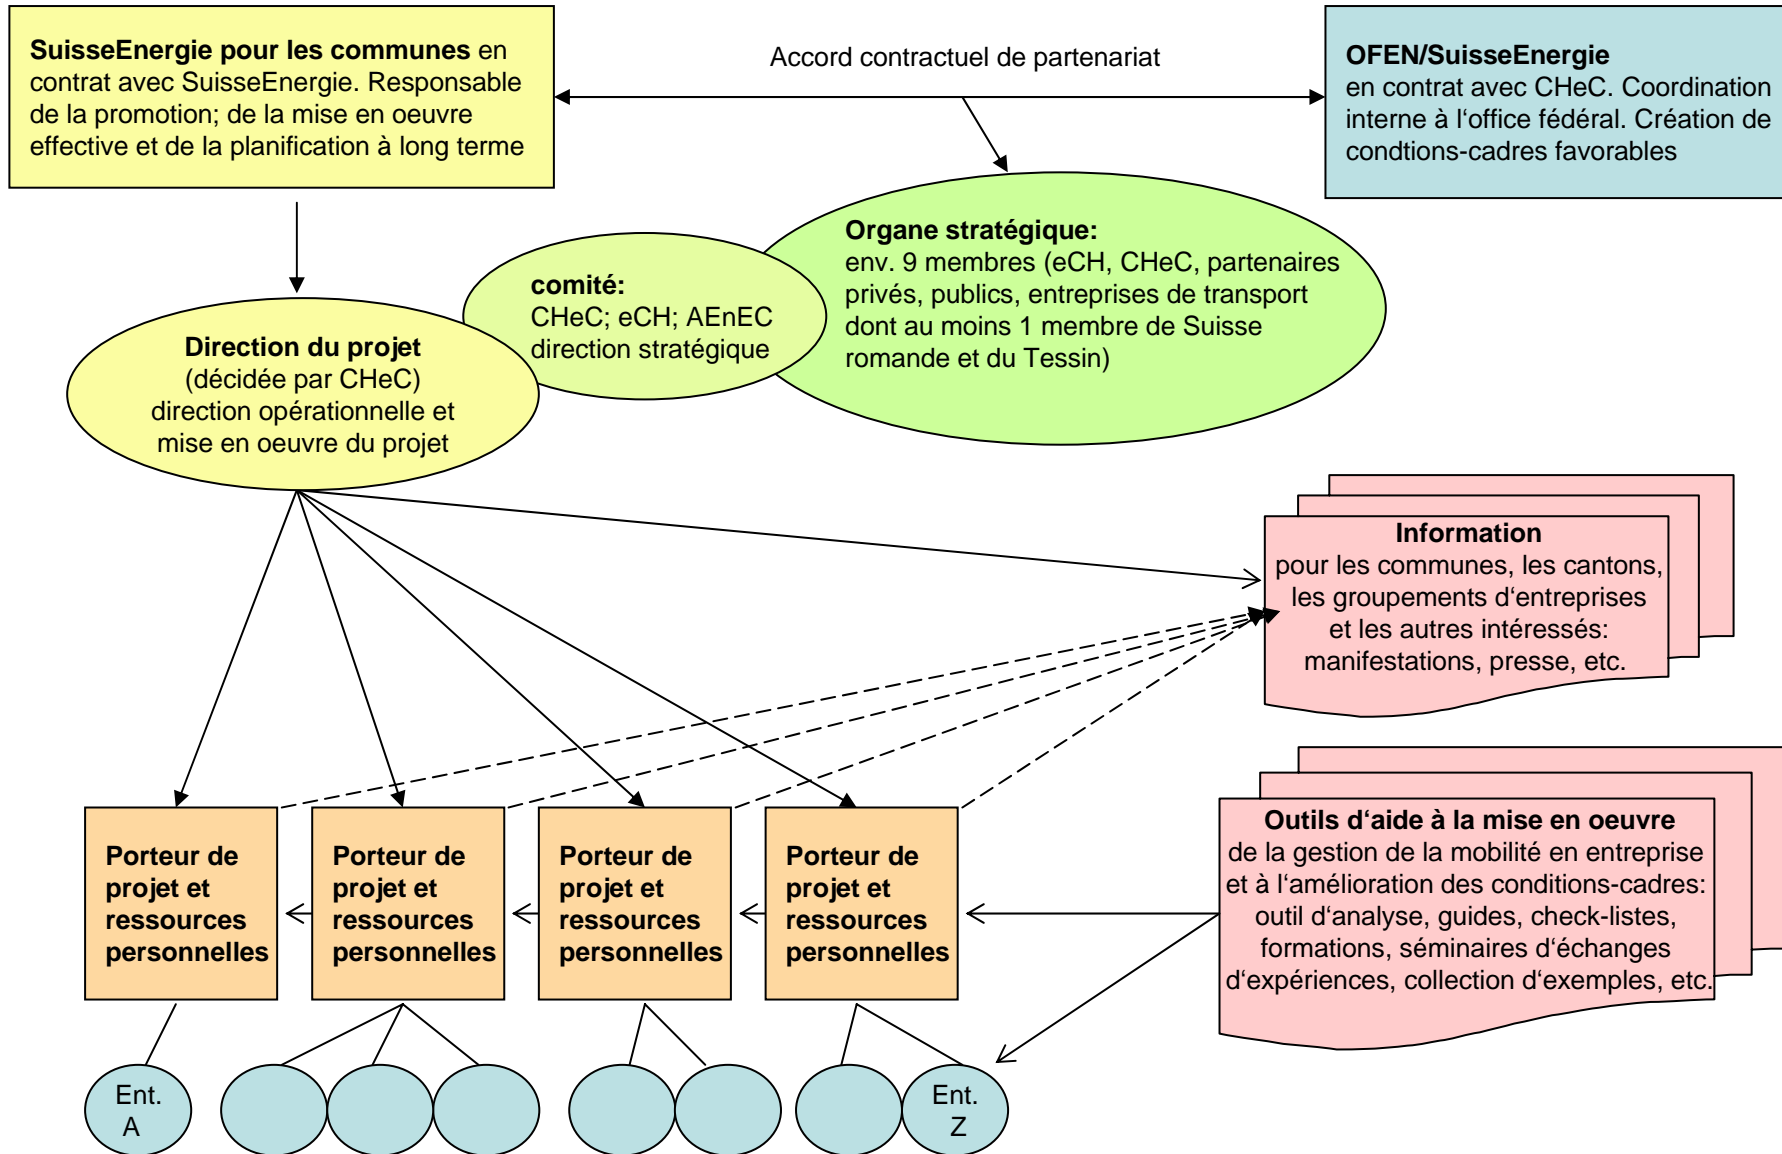 SuisseEnergie pour les communes en
contrat avec SuisseEnergie. Responsable
de la promotion; de la mise en oeuvre
effective et de la planification à long terme
Accord contractuel de partenariat
OFEN/SuisseEnergie
en contrat avec CHeC. Coordination
interne à l‘office fédéral. Création de
condtions-cadres favorables
Organe stratégique:
env. 9 membres (eCH, CHeC, partenaires
privés, publics, entreprises de transport
dont au moins 1 membre de Suisse
romande et du Tessin)
comité:
CHeC; eCH; AEnEC
direction stratégique
Direction du projet
(décidée par CHeC)
direction opérationnelle et
mise en oeuvre du projet
Information
pour les communes, les cantons,
les groupements d‘entreprises
et les autres intéressés:
manifestations, presse, etc.
Porteur de
projet et
ressources
personnelles
Porteur de
projet et
ressources
personnelles
Porteur de
projet et
ressources
personnelles
Porteur de
projet et
ressources
personnelles
Outils d‘aide à la mise en oeuvre
de la gestion de la mobilité en entreprise
et à l‘amélioration des conditions-cadres:
outil d‘analyse, guides, check-listes,
formations, séminaires d‘échanges
d‘expériences, collection d‘exemples, etc.
Ent.
A
Ent.
Z